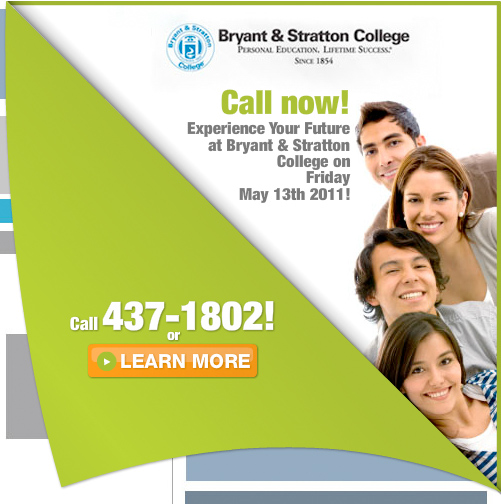 Bryant & Stratton
College
Bryant & Stratton College
PERSONAL EDUCATION. LIFETIME SUCCESS.®
SINCE 1854
Call now!
Experience Your Future
at Bryant & Stratton
College on
Friday
May 13th 2011!
Call 437-1802!
or
LEARN MORE